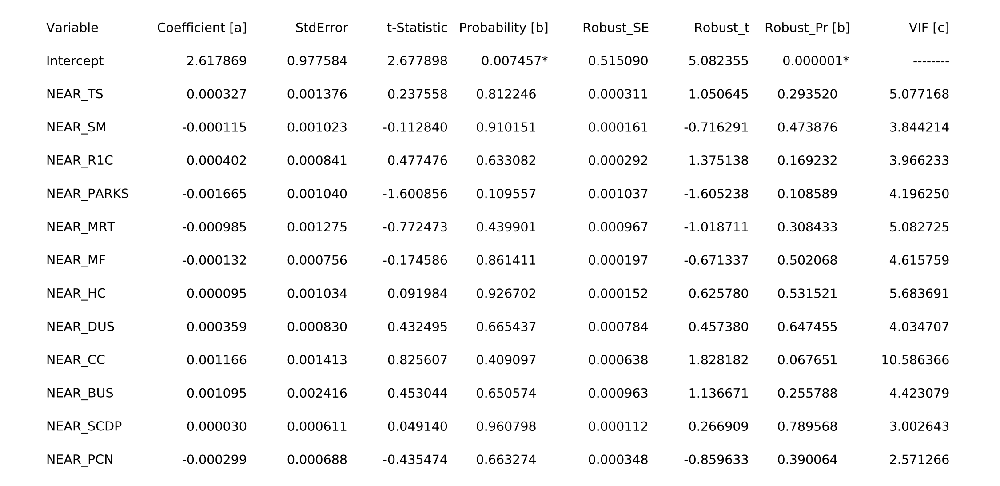 Variable Coefficient [a] StdError t-Statistic Probability [b] Robust_SE Robust_t Robust_Pr [b] VIF [c]
Intercept 2.617869 0.977584 2.677898 0.007457* 0.515090 5.082355 0.000001* --------
NEAR_TS 0.000327 0.001376 0.237558 0.812246 0.000311 1.050645 0.293520 5.077168
NEAR_SM -0.000115 0.001023 -0.112840 0.910151 0.000161 -0.716291 0.473876 3.844214
NEAR_R1C 0.000402 0.000841 0.477476 0.633082 0.000292 1.375138 0.169232 3.966233
NEAR_PARKS -0.001665 0.001040 -1.600856 0.109557 0.001037 -1.605238 0.108589 4.196250
NEAR_MRT -0.000985 0.001275 -0.772473 0.439901 0.000967 -1.018711 0.308433 5.082725
NEAR_MF -0.000132 0.000756 -0.174586 0.861411 0.000197 -0.671337 0.502068 4.615759
NEAR_HC 0.000095 0.001034 0.091984 0.926702 0.000152 0.625780 0.531521 5.683691
NEAR_DUS 0.000359 0.000830 0.432495 0.665437 0.000784 0.457380 0.647455 4.034707
NEAR_CC 0.001166 0.001413 0.825607 0.409097 0.000638 1.828182 0.067651 10.586366
NEAR_BUS 0.001095 0.002416 0.453044 0.650574 0.000963 1.136671 0.255788 4.423079
NEAR_SCDP 0.000030 0.000611 0.049140 0.960798 0.000112 0.266909 0.789568 3.002643
NEAR_PCN -0.000299 0.000688 -0.435474 0.663274 0.000348 -0.859633 0.390064 2.571266